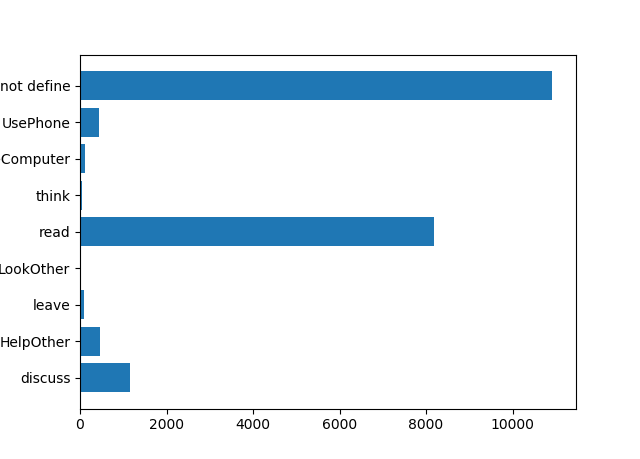 not define
UsePhone
Computer
think
read
LookOther
leave
HelpOther
discuss
0 2000 4000 6000 8000 10000